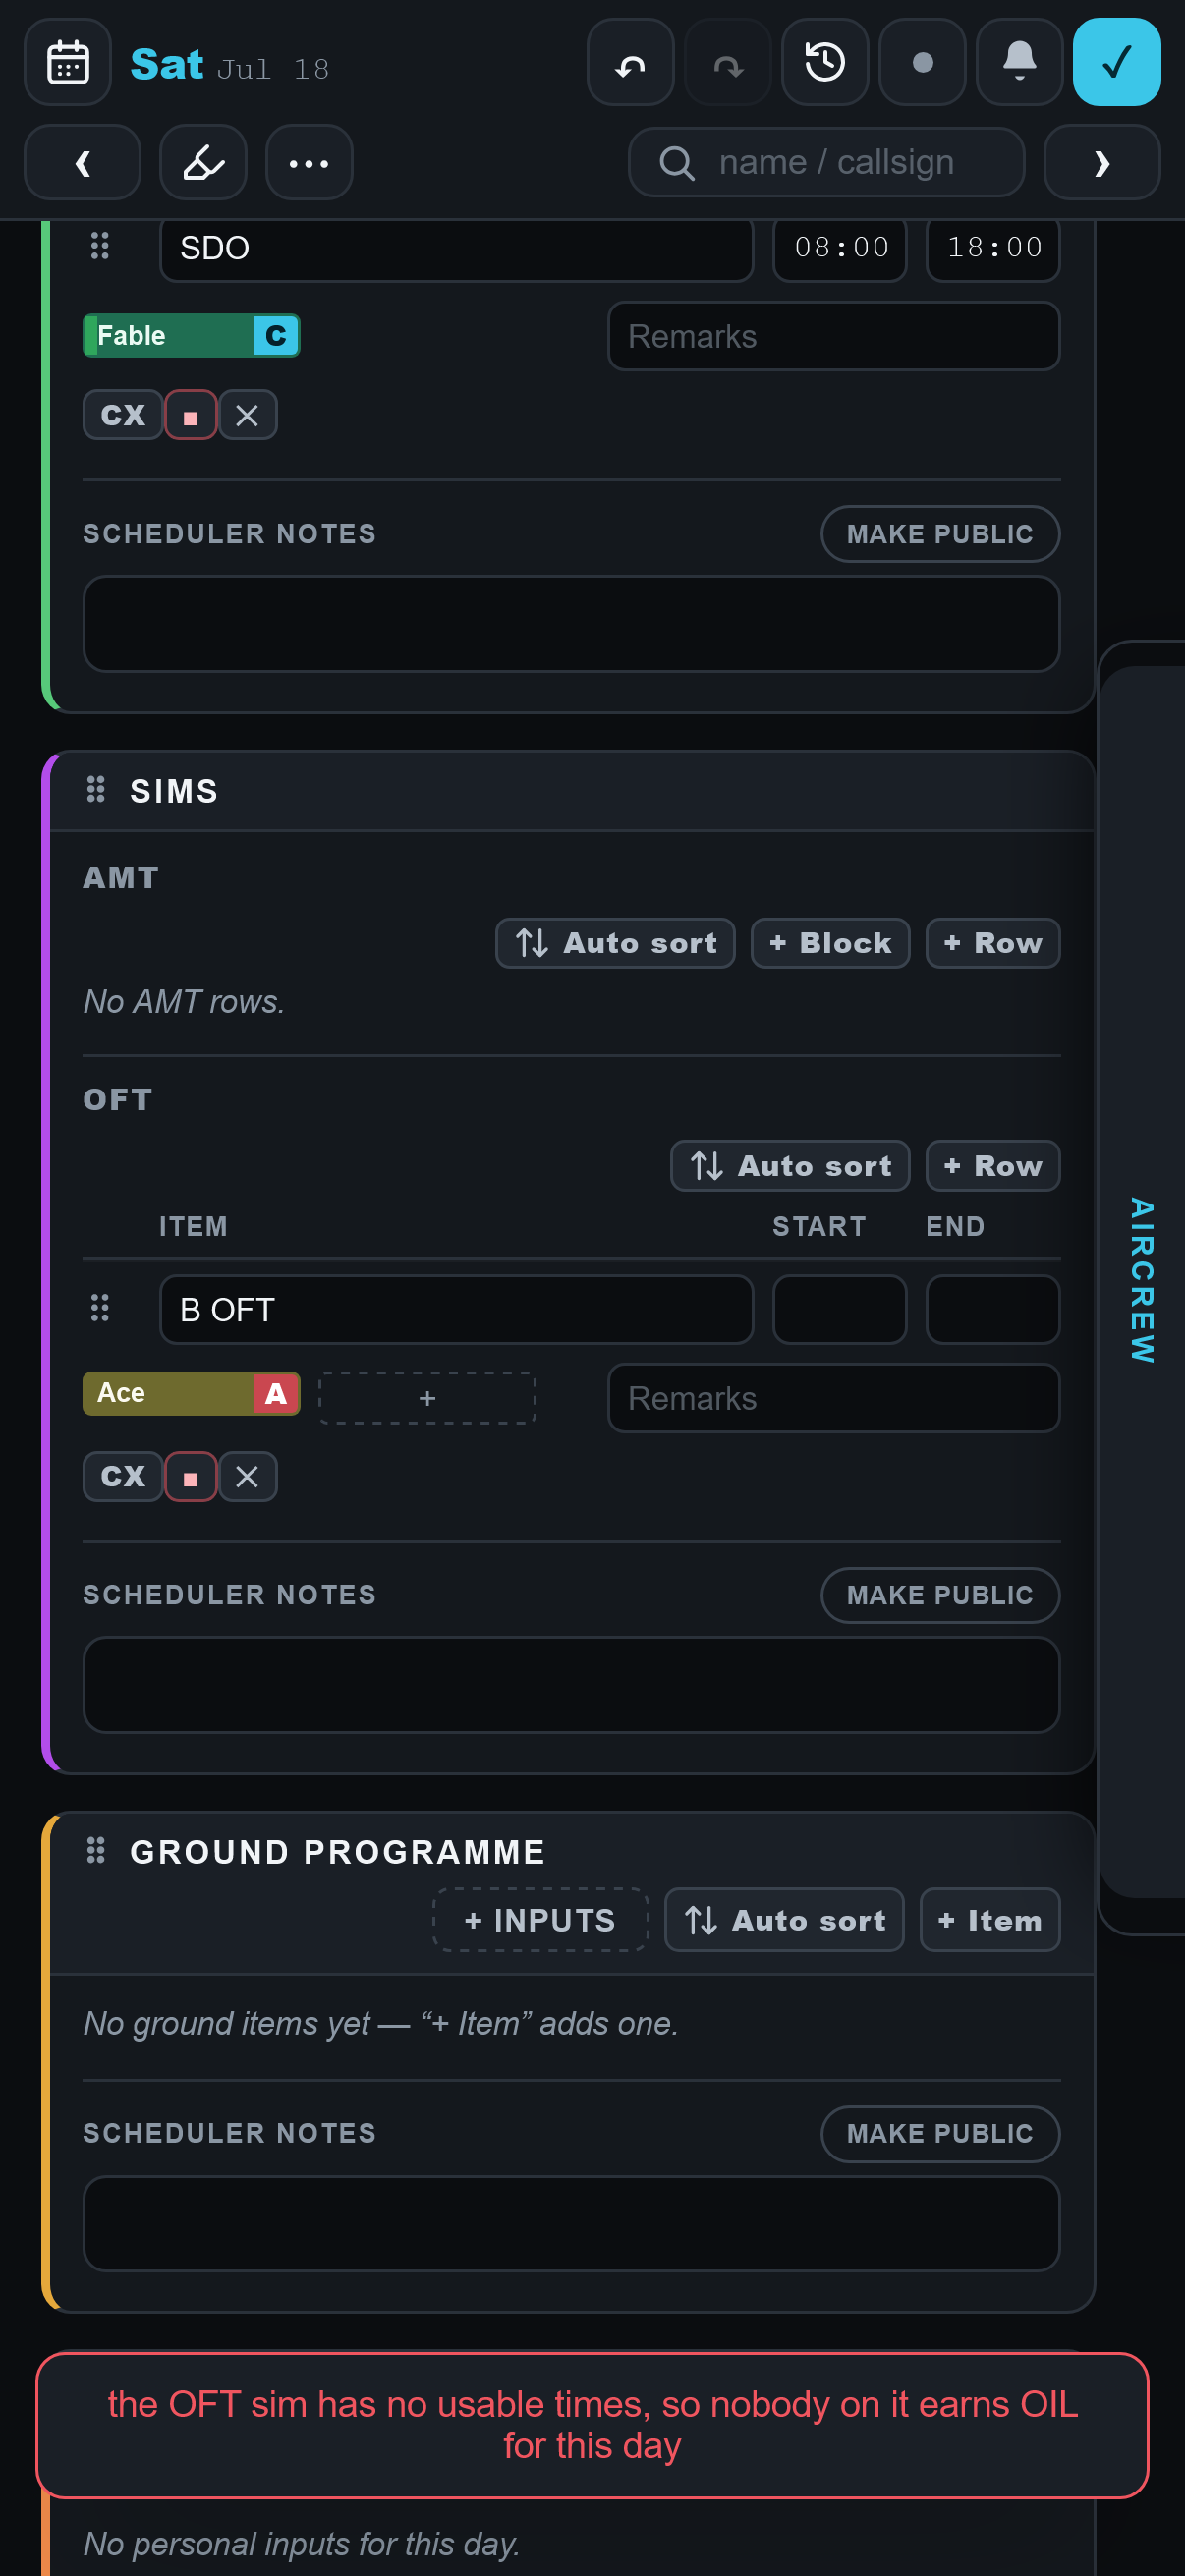 Sat Jul 18
name / callsign
SDO 08:00 18:00
Fable C Remarks
CX
SCHEDULER NOTES MAKE PUBLIC
SIMS
AMT
Auto sort + Block + Row
No AMT rows.
OFT
Auto sort + Row
ITEM START END
B OFT
Ace A + Remarks
CX
SCHEDULER NOTES MAKE PUBLIC
AIRCREW
GROUND PROGRAMME
+ INPUTS Auto sort + Item
No ground items yet — “+ Item” adds one.
SCHEDULER NOTES MAKE PUBLIC
the OFT sim has no usable times, so nobody on it earns OIL
for this day
No personal inputs for this day.